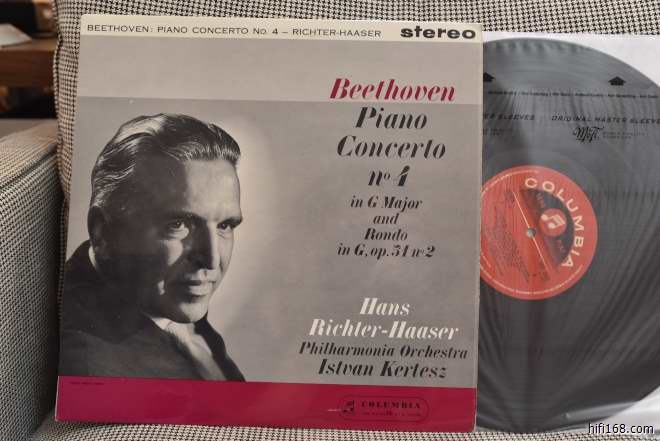 BEETHOVEN: PIANO CONCERTO No. 4 – RICHTER-HAASER
stereo
Beethoven
Piano
Concerto
nº 4
in G Major
and
Rondo
in G, op. 51 nº 2
Hans
Richter-Haaser
Philharmonia Orchestra
Istvan Kertesz
COLUMBIA
ORIGINAL MASTER SLEEVES
COLUMBIA
hifi168.com